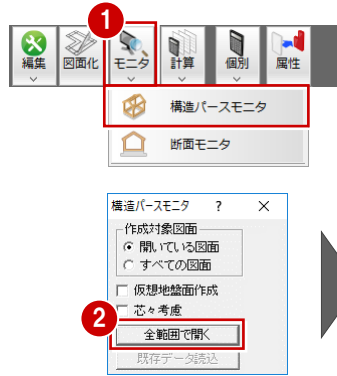 1
編集 図面化 モニタ 計算 個別 属性
構造パースモニタ
断面モニタ
構造パースモニタ ? ×
作成対象図面
開いている図面
すべての図面
仮想地盤面作成
芯々考慮
2
全範囲で開く
既存データ読込